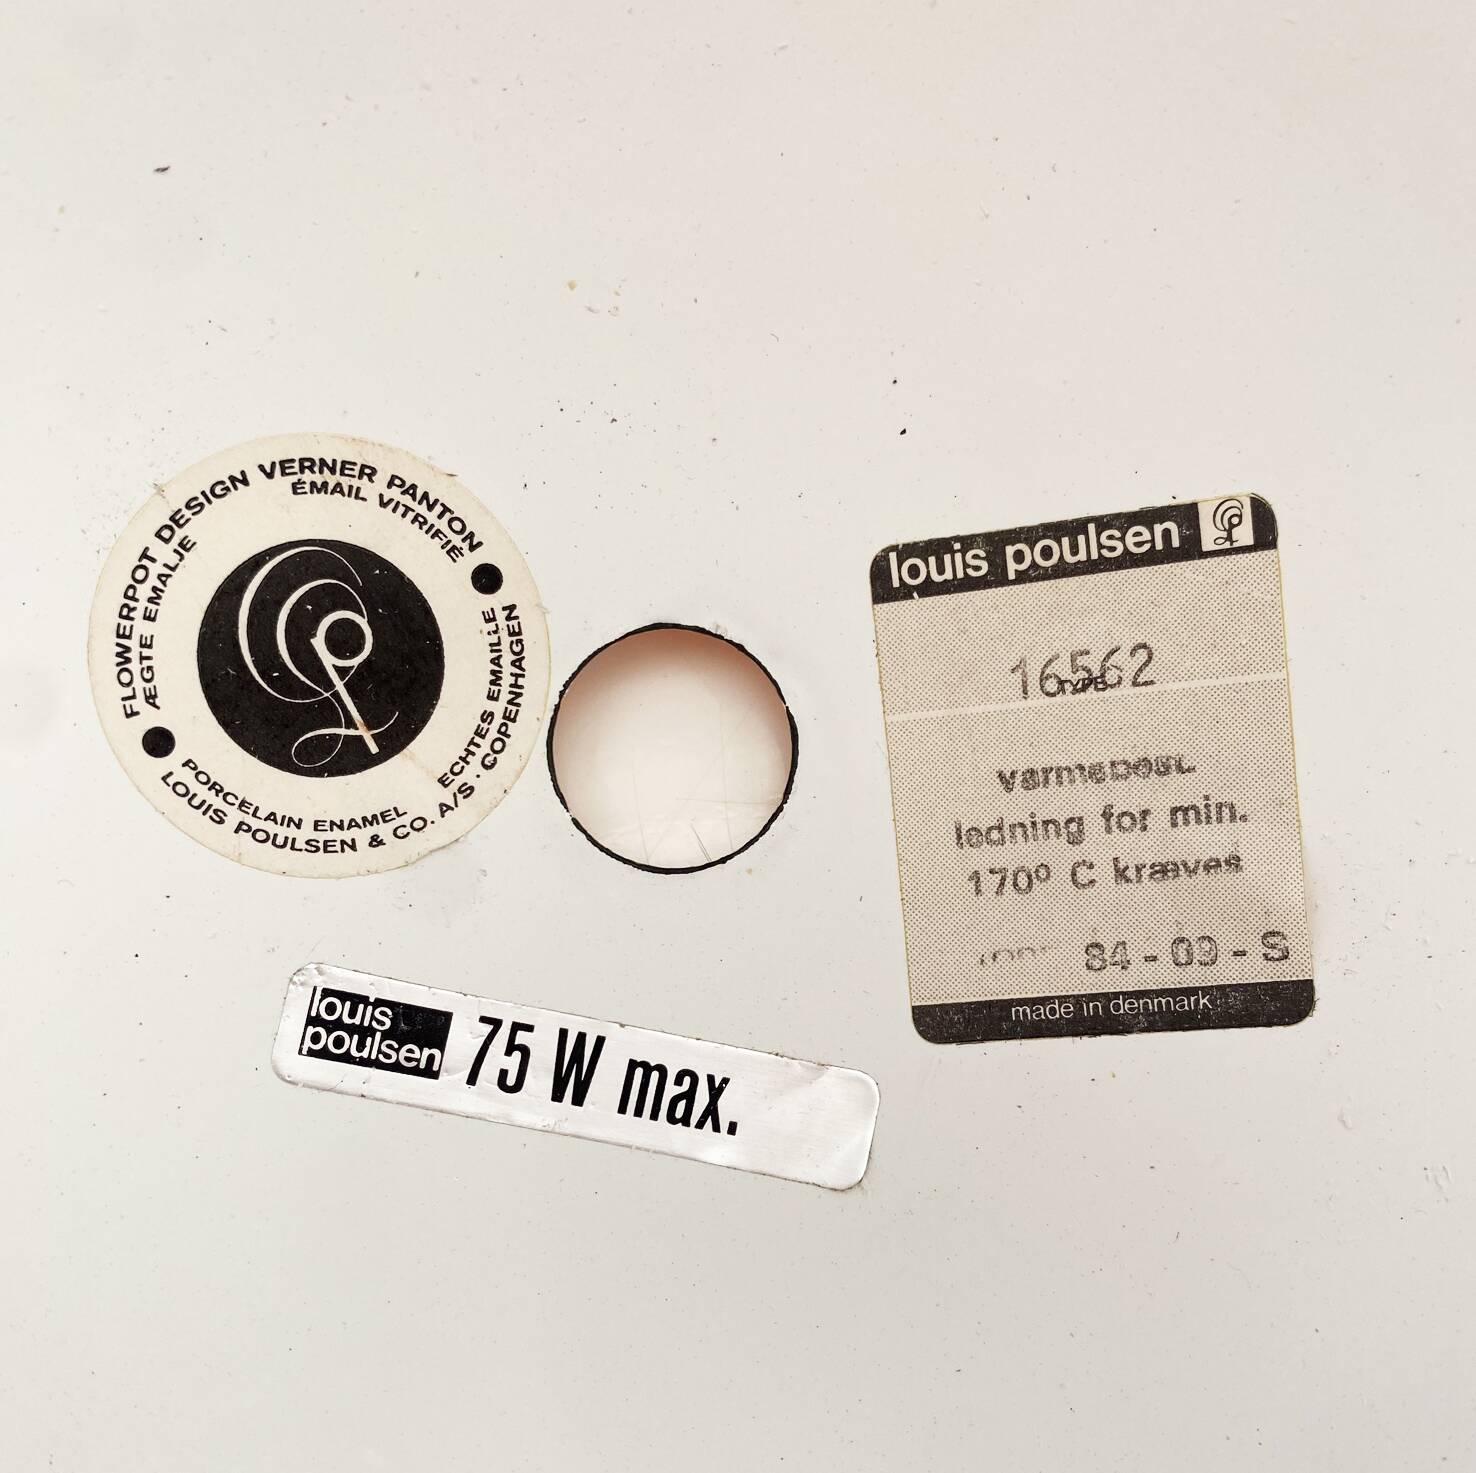 FLOWERPOT DESIGN VERNER PANTON
ÆGTE EMALJE
ÉMAIL VITRIFIÉ
ECHTES EMAILLE
PORCELAIN ENAMEL
LOUIS POULSEN & CO. A/S · COPENHAGEN
louis poulsen
16562
TYPE
varmebest.
ledning for min.
170° C kræves
84-09-S
made in denmark
louis
poulsen
75 W max.